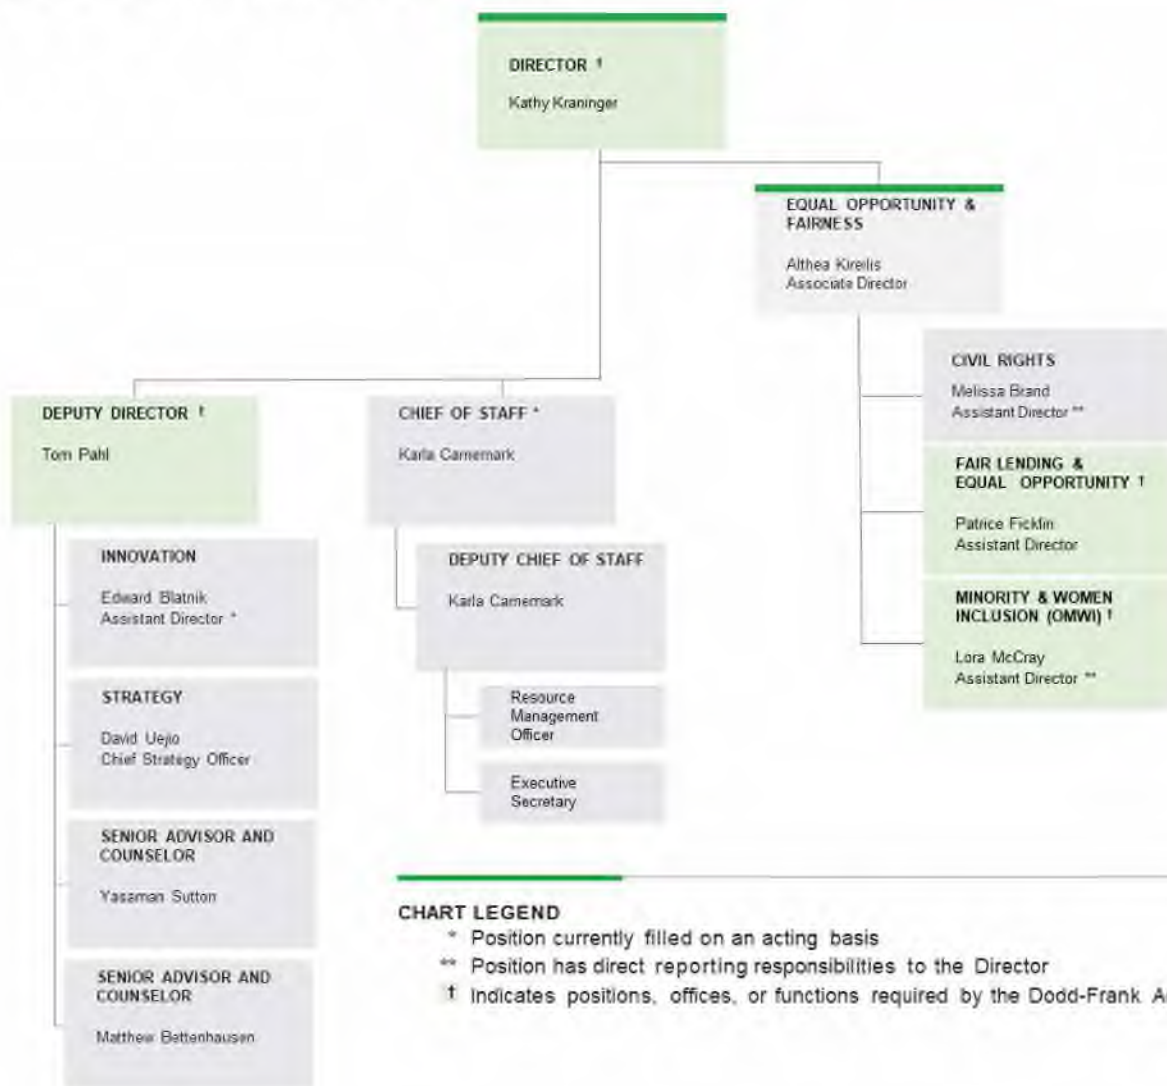 DIRECTOR †
Kathy Kraninger
EQUAL OPPORTUNITY &
FAIRNESS
Althea Kireilis
Associate Director
CIVIL RIGHTS
Melissa Brand
Assistant Director **
FAIR LENDING &
EQUAL OPPORTUNITY †
Patrice Ficklin
Assistant Director
MINORITY & WOMEN
INCLUSION (OMWI) †
Lora McCray
Assistant Director **
DEPUTY DIRECTOR †
Tom Pahl
INNOVATION
Edward Blatnik
Assistant Director *
STRATEGY
David Uejio
Chief Strategy Officer
SENIOR ADVISOR AND
COUNSELOR
Yasaman Sutton
SENIOR ADVISOR AND
COUNSELOR
Matthew Bettenhausen
CHIEF OF STAFF *
Karla Carnemark
DEPUTY CHIEF OF STAFF
Karla Carnemark
Resource
Management
Officer
Executive
Secretary
CHART LEGEND
* Position currently filled on an acting basis
** Position has direct reporting responsibilities to the Director
† Indicates positions, offices, or functions required by the Dodd-Frank A